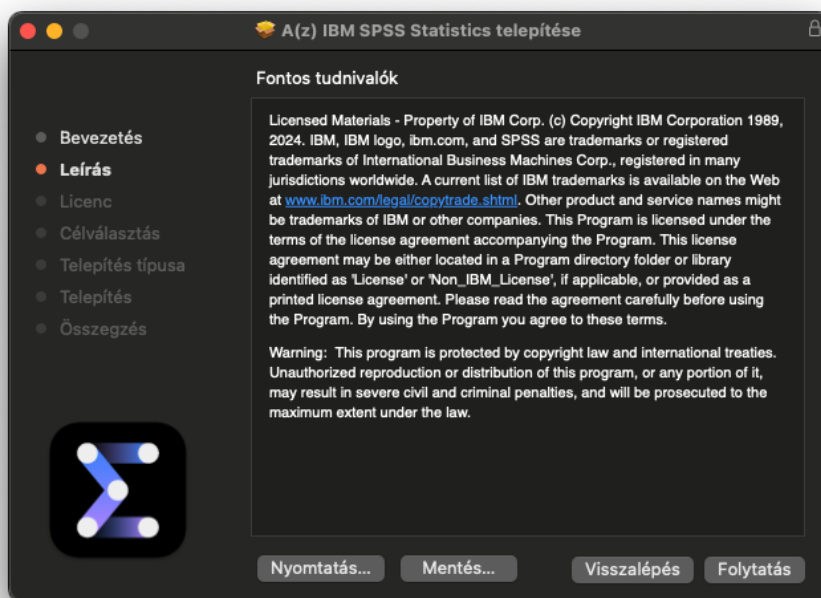 A(z) IBM SPSS Statistics telepítése
Fontos tudnivalók
Bevezetés
Leírás
Licenc
Célválasztás
Telepítés típusa
Telepítés
Összegzés
Licensed Materials - Property of IBM Corp. (c) Copyright IBM Corporation 1989,
2024. IBM, IBM logo, ibm.com, and SPSS are trademarks or registered
trademarks of International Business Machines Corp., registered in many
jurisdictions worldwide. A current list of IBM trademarks is available on the Web
at www.ibm.com/legal/copytrade.shtml. Other product and service names might
be trademarks of IBM or other companies. This Program is licensed under the
terms of the license agreement accompanying the Program. This license
agreement may be either located in a Program directory folder or library
identified as 'License' or 'Non_IBM_License', if applicable, or provided as a
printed license agreement. Please read the agreement carefully before using
the Program. By using the Program you agree to these terms.
Warning:  This program is protected by copyright law and international treaties.
Unauthorized reproduction or distribution of this program, or any portion of it,
may result in severe civil and criminal penalties, and will be prosecuted to the
maximum extent under the law.
Nyomtatás... Mentés... Visszalépés Folytatás